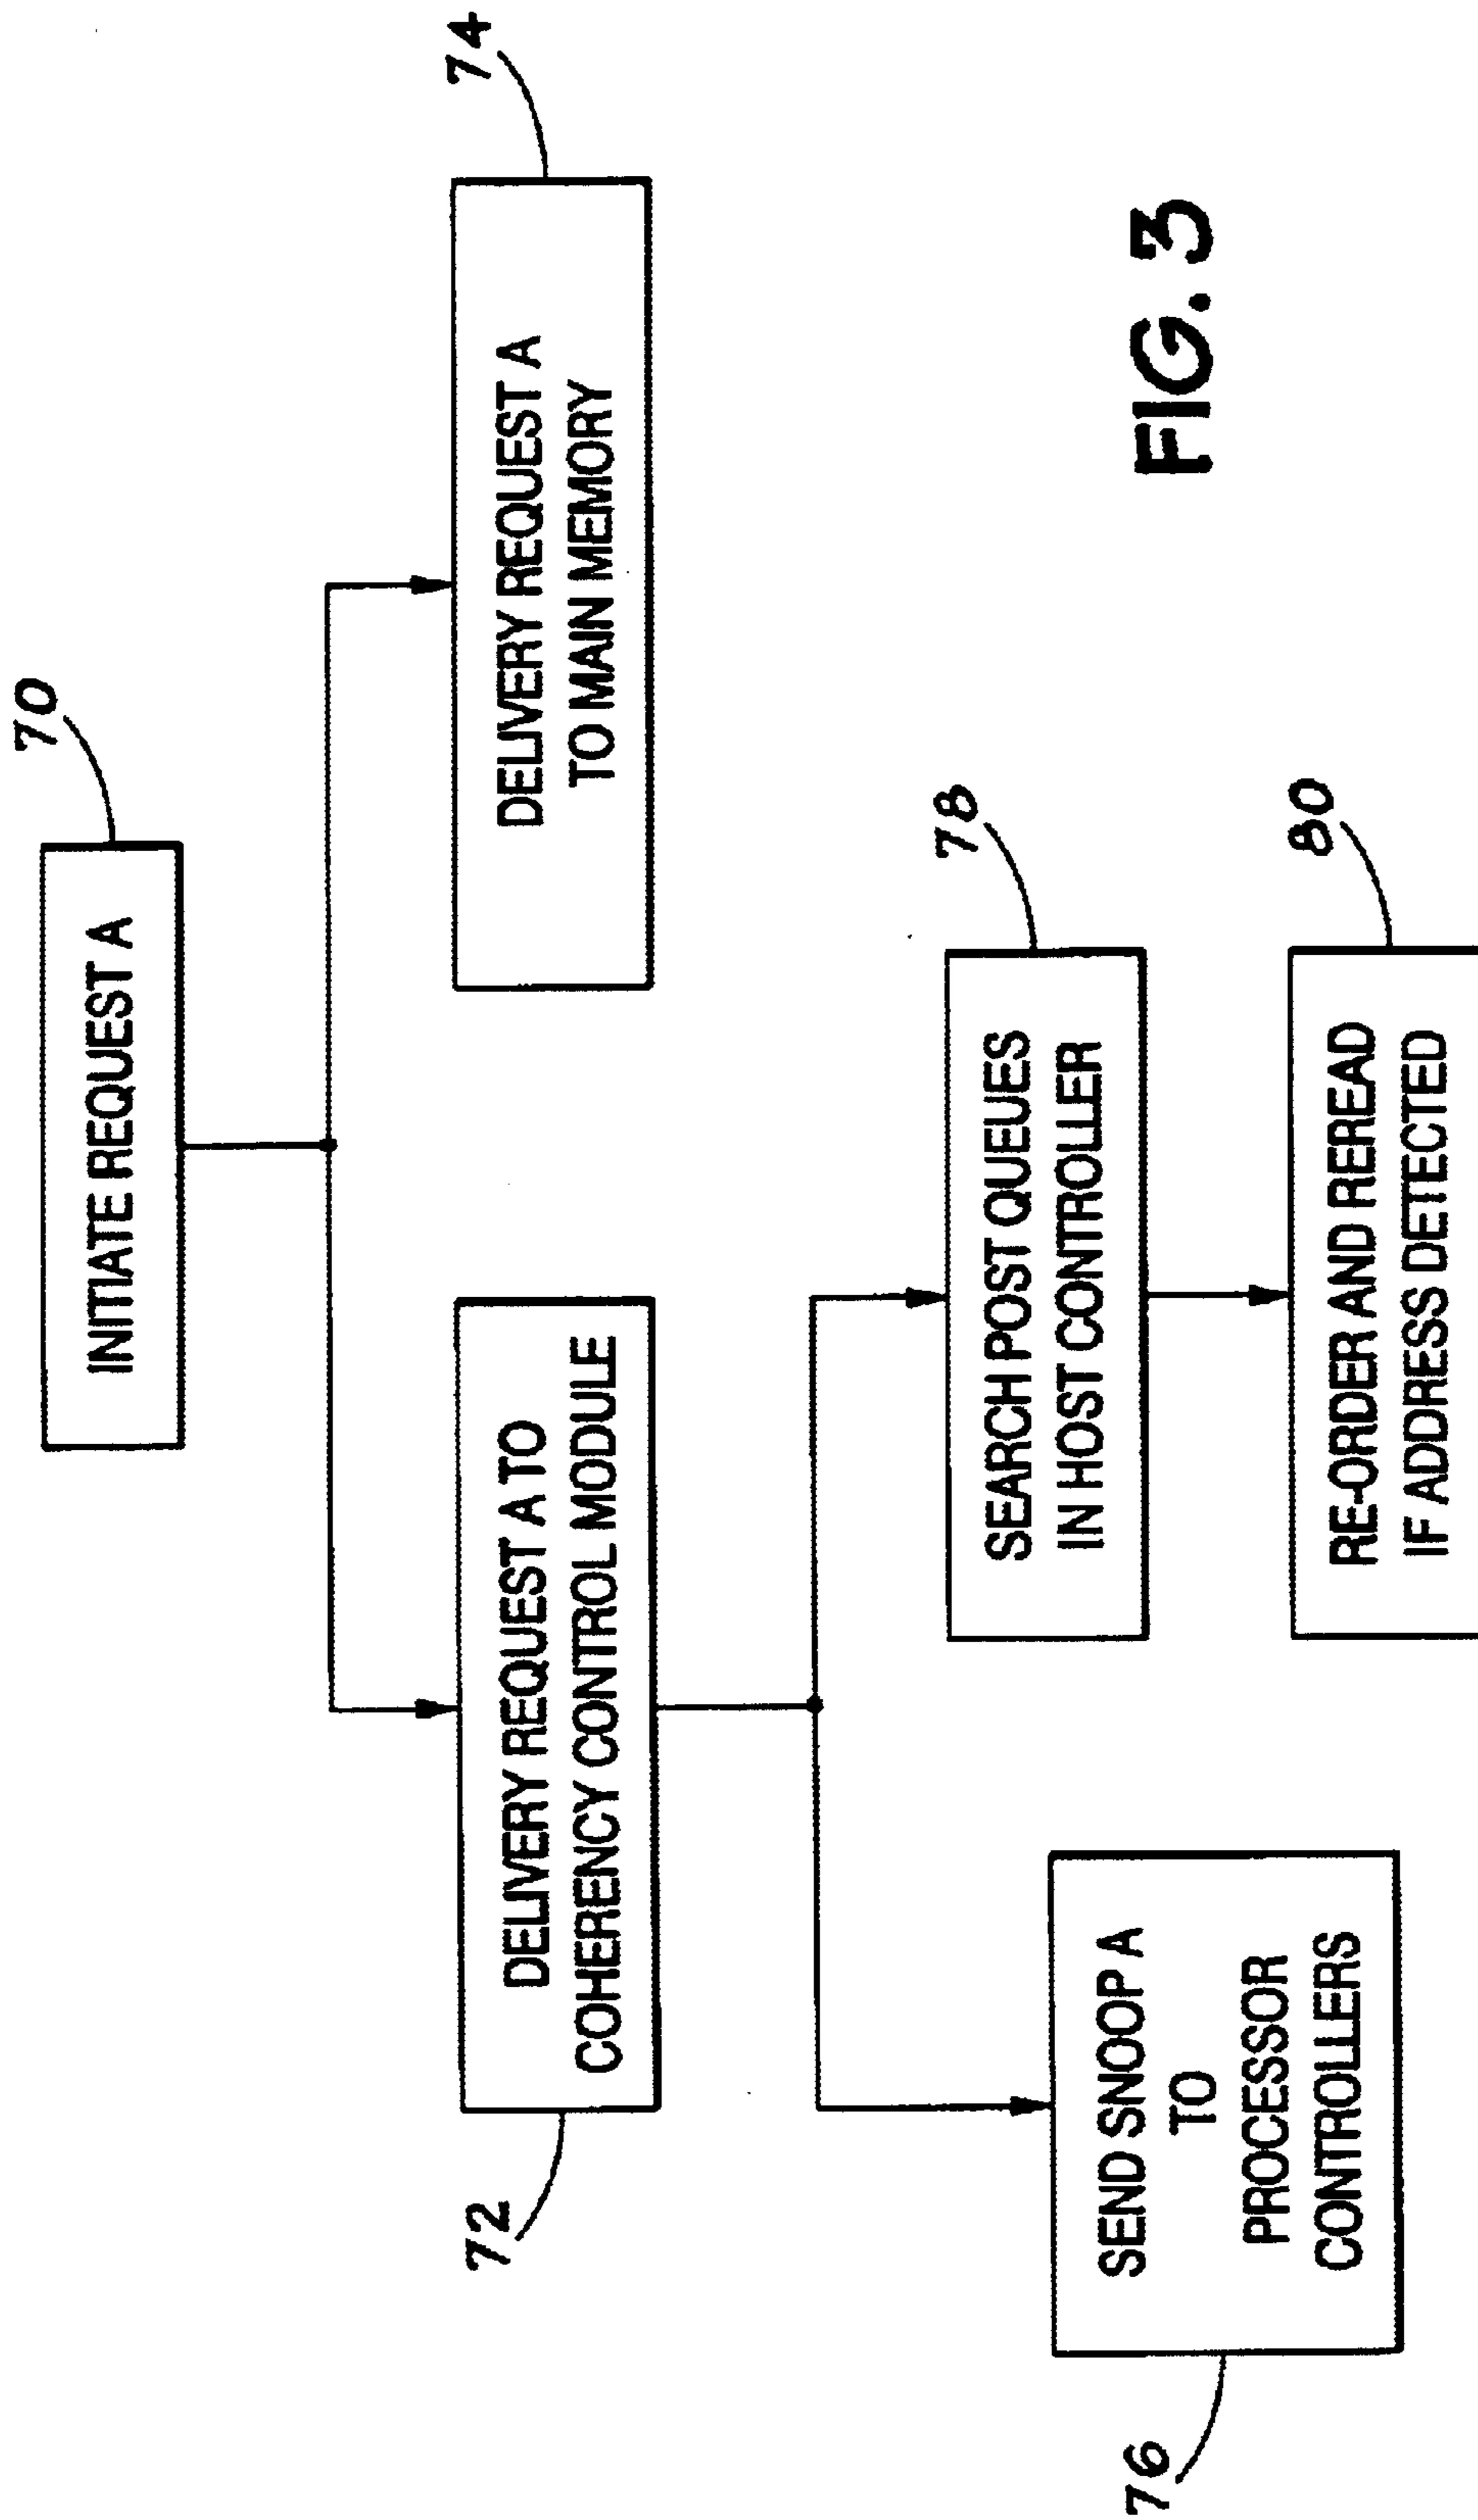 70
INITIATE REQUEST A
72
DELIVERY REQUEST A TO
COHERENCY CONTROL MODULE
74
DELIVERY REQUEST A
TO MAIN MEMORY
76
SEND SNOOP A
TO
PROCESSOR
CONTROLLERS
78
SEARCH POST QUEUES
IN HOST CONTROLLER
80
RE-ORDER AND REREAD
IF ADDRESS DETECTED
FIG. 3